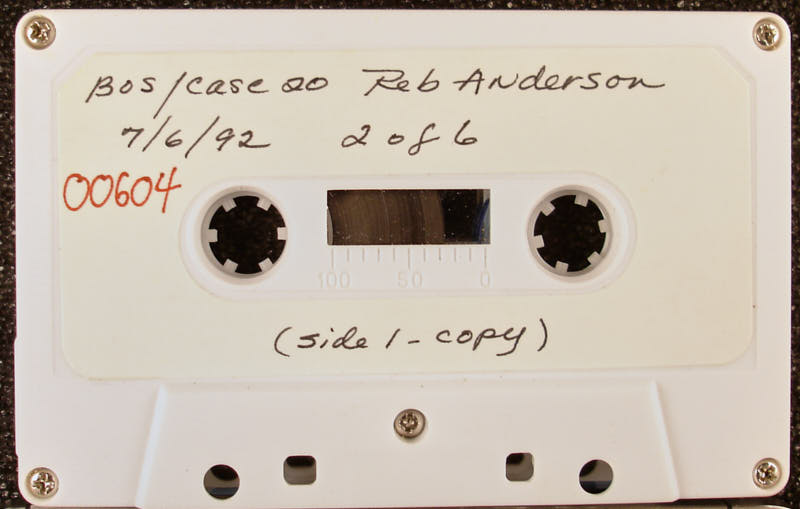 BOS/case 20 Reb Anderson
7/6/92 2 of 6
00604
100 50 0
(side 1 - copy)